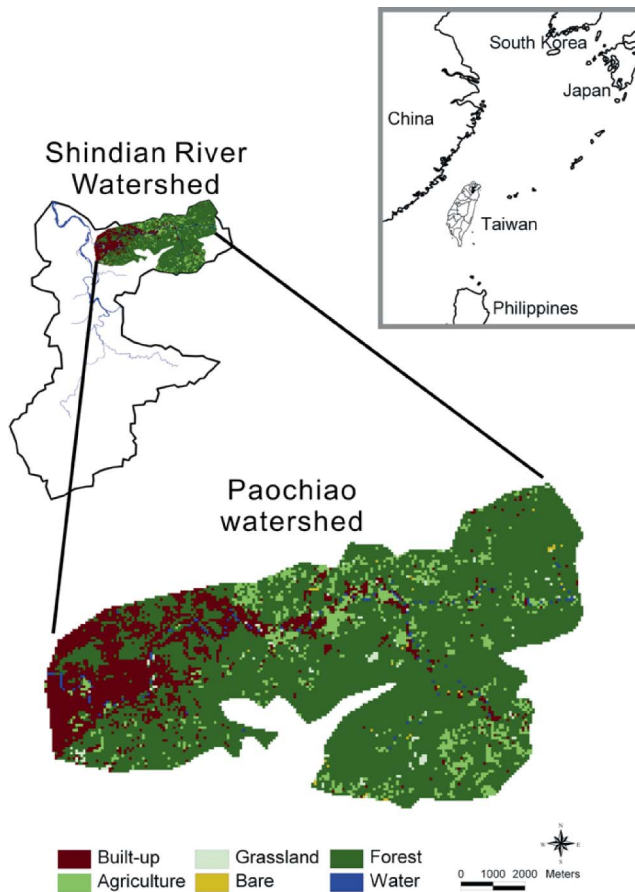 South Korea
Japan
China
Taiwan
Philippines
Shindian River
Watershed
Paochiao
watershed
Built-up
Grassland
Forest
Agriculture
Bare
Water
0 1000 2000 Meters
N
W E
S